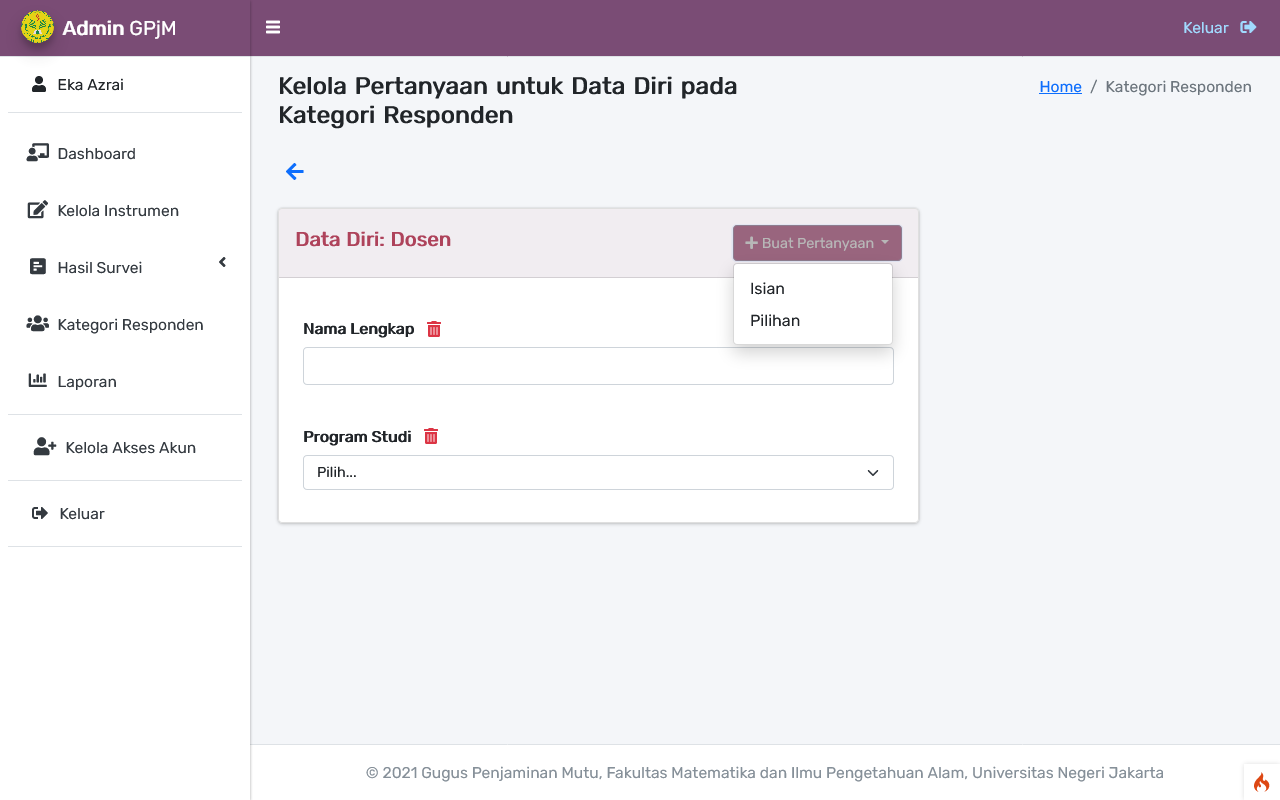 Admin GPjM
Keluar
Eka Azrai
Dashboard
Kelola Instrumen
Hasil Survei
Kategori Responden
Laporan
Kelola Akses Akun
Keluar
Kelola Pertanyaan untuk Data Diri pada
Kategori Responden
Home / Kategori Responden
Data Diri: Dosen
Buat Pertanyaan
Isian
Pilihan
Nama Lengkap
Program Studi
Pilih...
© 2021 Gugus Penjaminan Mutu, Fakultas Matematika dan Ilmu Pengetahuan Alam, Universitas Negeri Jakarta